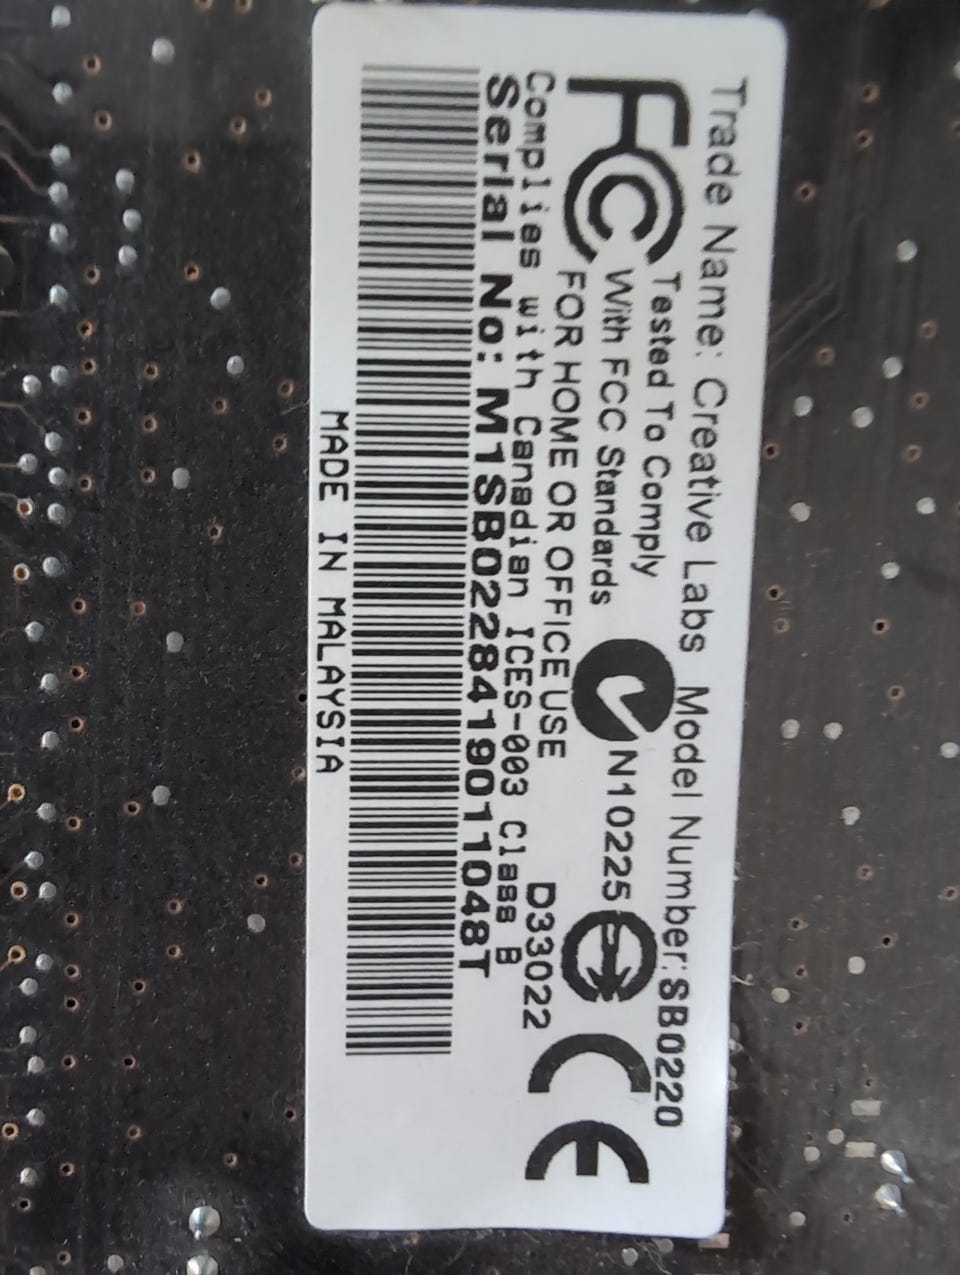 Trade Name: Creative Labs Model Number: SB0220
FC Tested To Comply
With FCC Standards
N10225
CE
FOR HOME OR OFFICE USE
D33022
Complies with Canadian ICES-003 Class B
Serial No: M1SB0228419011048T
MADE IN MALAYSIA